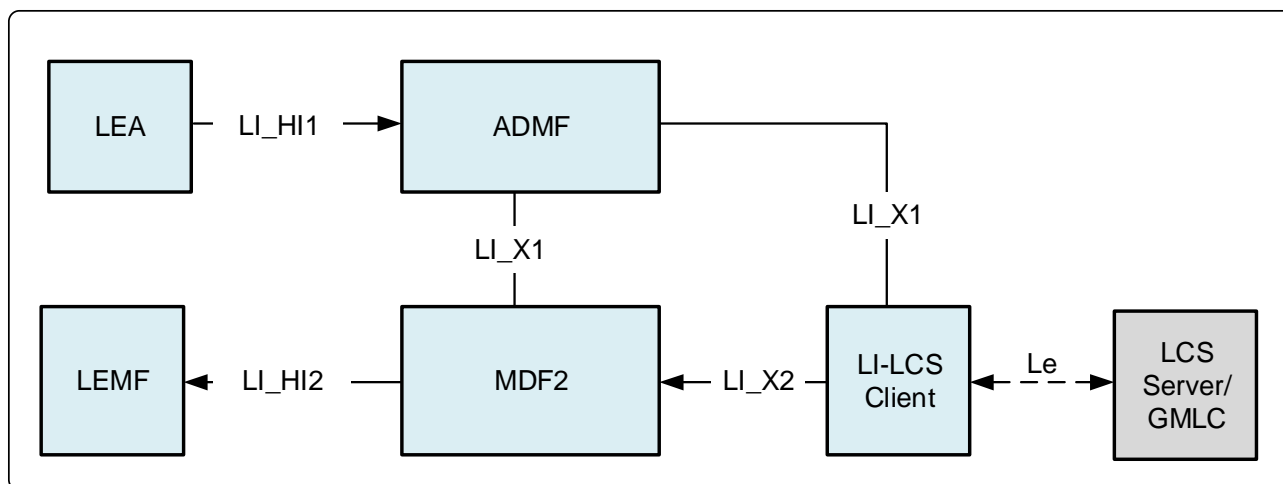 LEA
LI_HI1
ADMF
LI_X1
LI_X1
LEMF
LI_HI2
MDF2
LI_X2
LI-LCS
Client
Le
LCS
Server/
GMLC